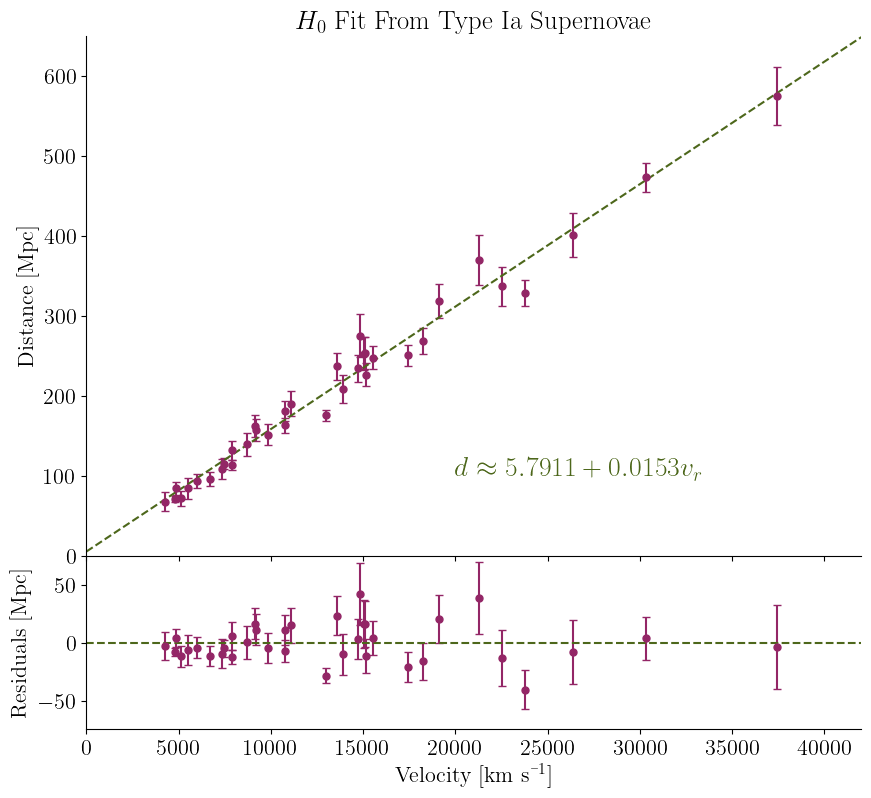 H₀ Fit From Type Ia Supernovae
600
500
400
300
200
100
0
Distance [Mpc]
d ≈ 5.7911 + 0.0153vᵣ
50
0
−50
Residuals [Mpc]
0 5000 10000 15000 20000 25000 30000 35000 40000
Velocity [km s⁻¹]